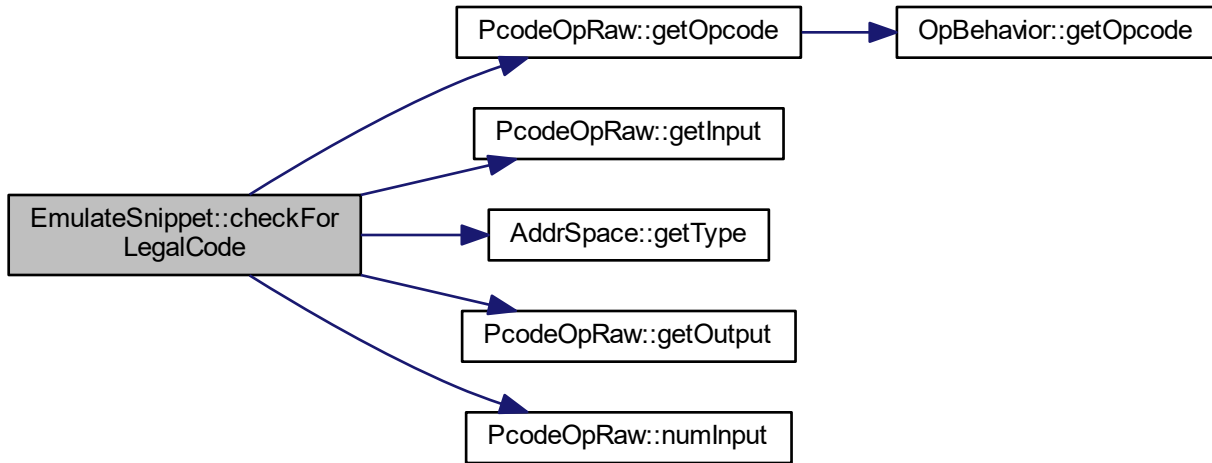 PcodeOpRaw::getOpcode
OpBehavior::getOpcode
PcodeOpRaw::getInput
EmulateSnippet::checkFor
LegalCode
AddrSpace::getType
PcodeOpRaw::getOutput
PcodeOpRaw::numInput